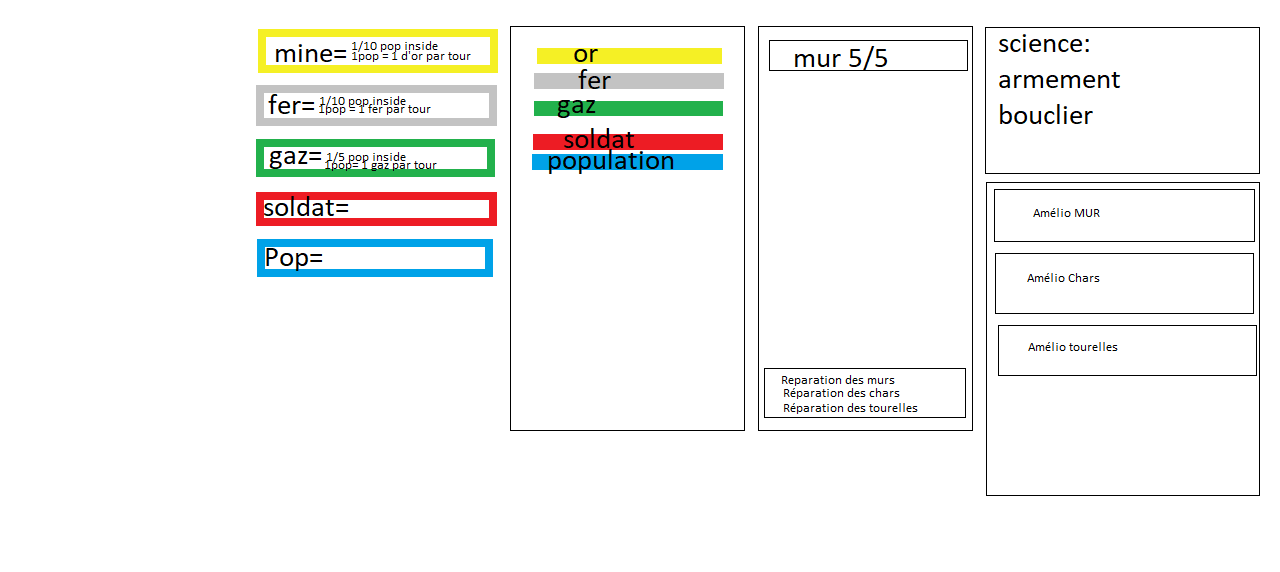 mine= 1/10 pop inside
1pop = 1 d'or par tour
fer= 1/10 pop inside
1pop = 1 fer par tour
gaz= 1/5 pop inside
1pop= 1 gaz par tour
soldat=
Pop=
or
fer
gaz
soldat
population
mur 5/5
Reparation des murs
Réparation des chars
Réparation des tourelles
science:
armement
bouclier
Amélio MUR
Amélio Chars
Amélio tourelles